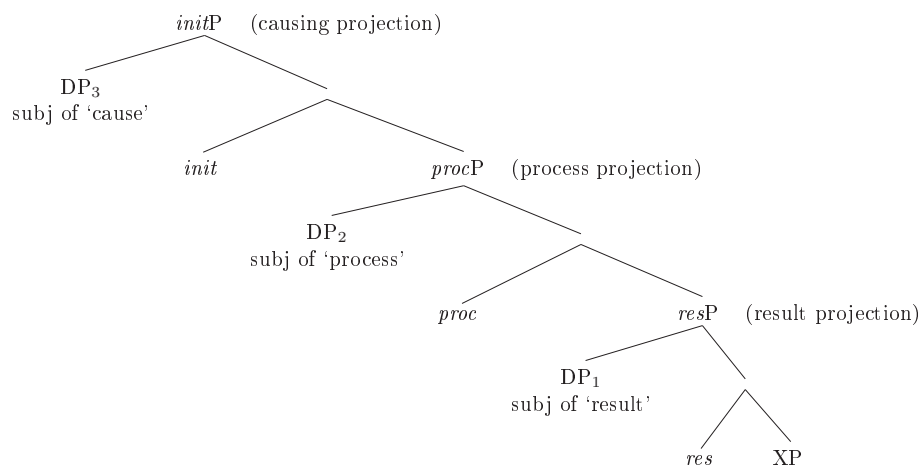 initP (causing projection)
DP₃
subj of ‘cause’
init
procP (process projection)
DP₂
subj of ‘process’
proc
resP (result projection)
DP₁
subj of ‘result’
res XP